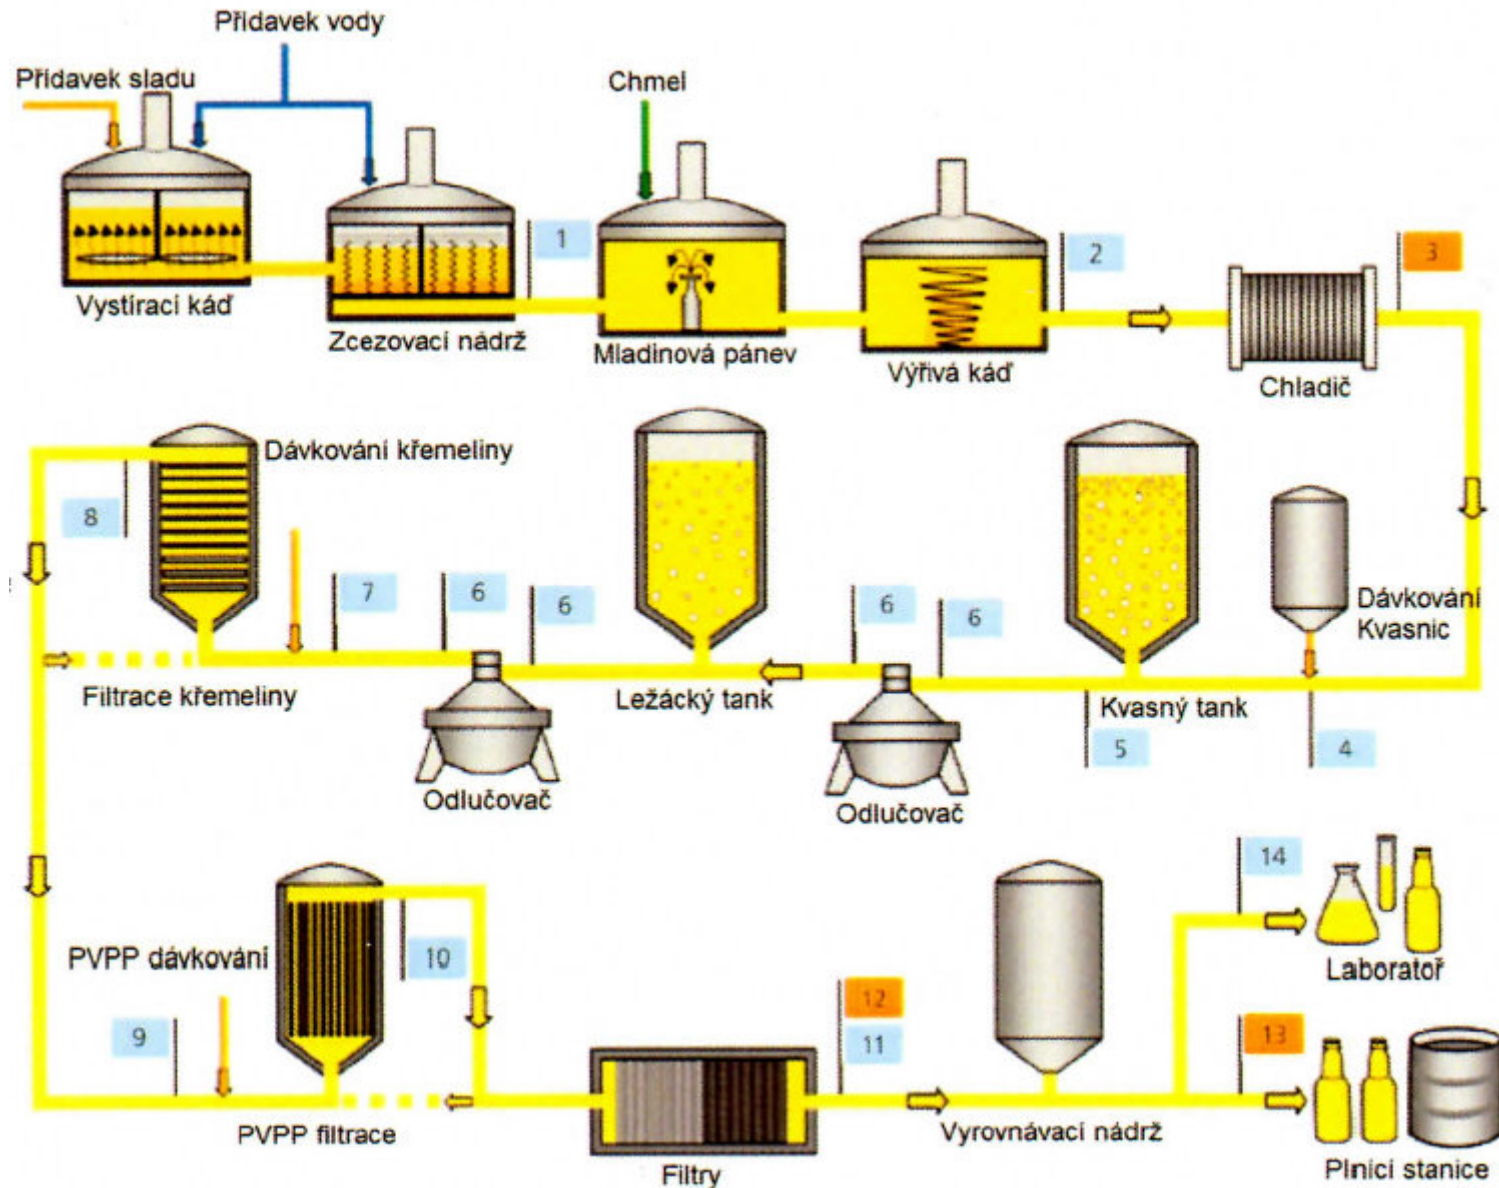 Přidavek vody
Přidavek sladu
Chmel
1
2
3
Vystírací káď
Zcezovací nádrž
Mladinová pánev
Výřivá káď
Chladič
Dávkování křemeliny
8
7
6
6
6
6
Dávkování
Kvasnic
Filtrace křemeliny
Ležácký tank
Kvasný tank
5
4
Odlučovač
Odlučovač
14
PVPP dávkování
10
Laboratoř
12
11
9
13
PVPP filtrace
Filtry
Vyrovnávací nádrž
Plnicí stanice